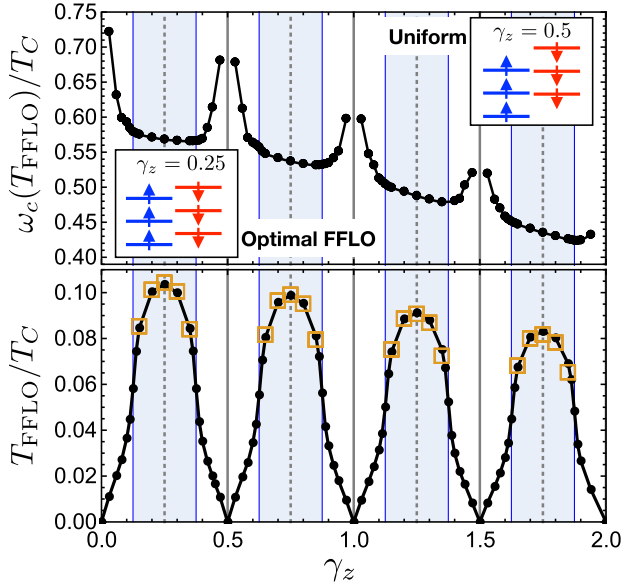 0.75
0.70
0.65
0.60
0.55
0.50
0.45
0.40
ω_c(T_FFLO)/T_C
Uniform
γ_z = 0.5
γ_z = 0.25
Optimal FFLO
0.10
0.08
0.06
0.04
0.02
0.00
T_FFLO/T_C
0.0 0.5 1.0 1.5 2.0
γ_z